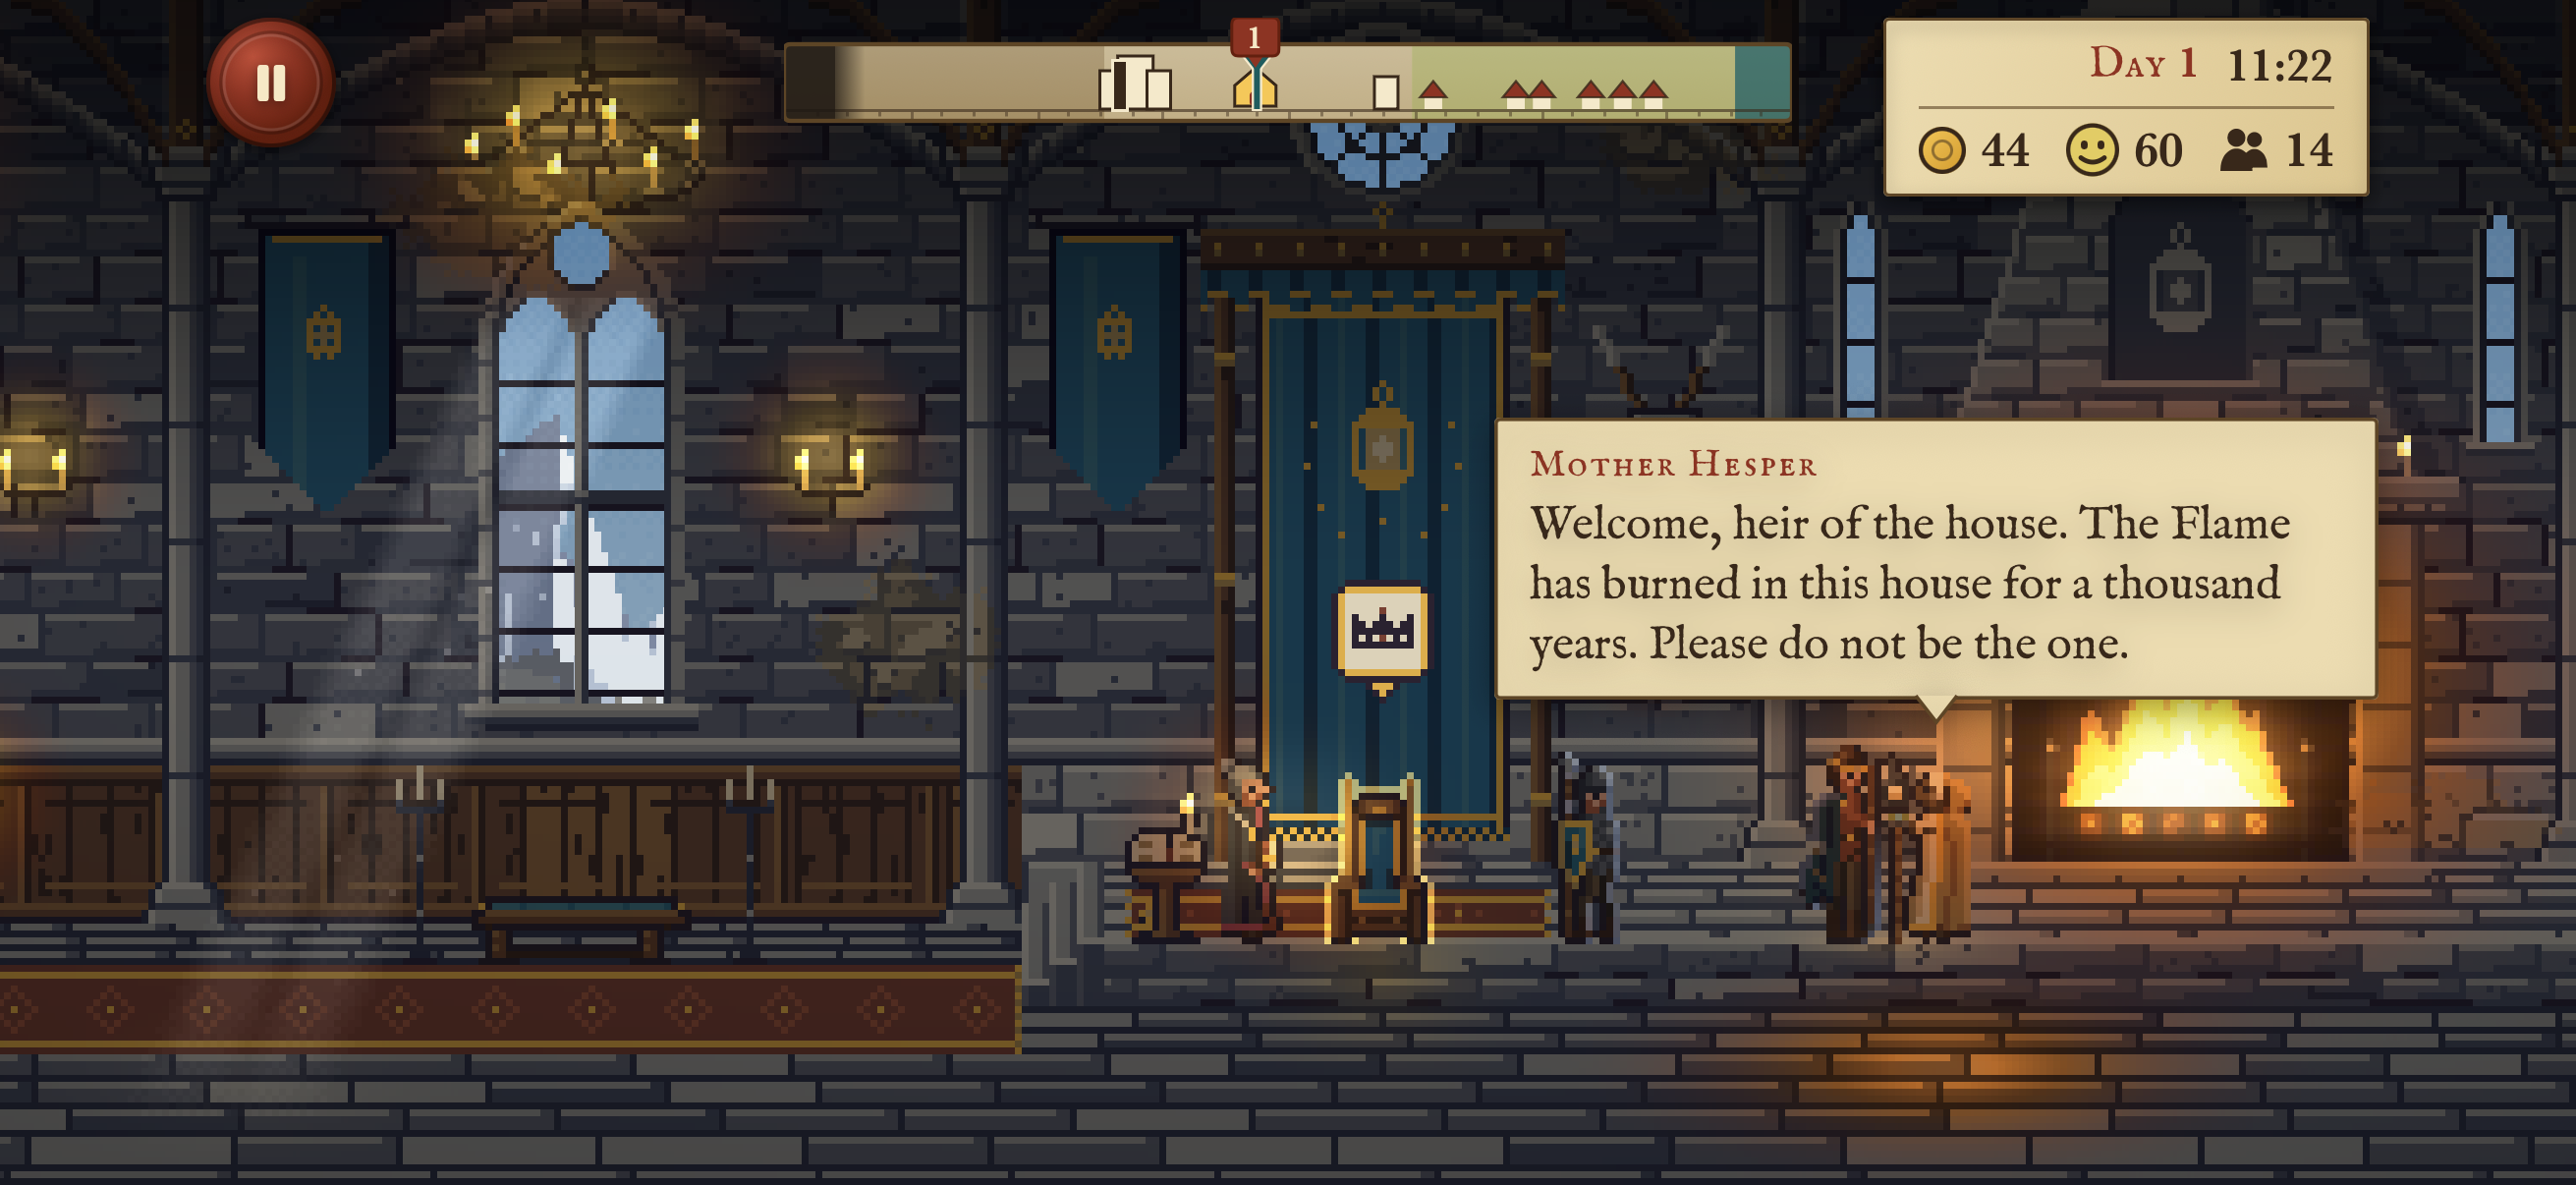 1
Day 1 11:22
44 60 14
Mother Hesper
Welcome, heir of the house. The Flame
has burned in this house for a thousand
years. Please do not be the one.